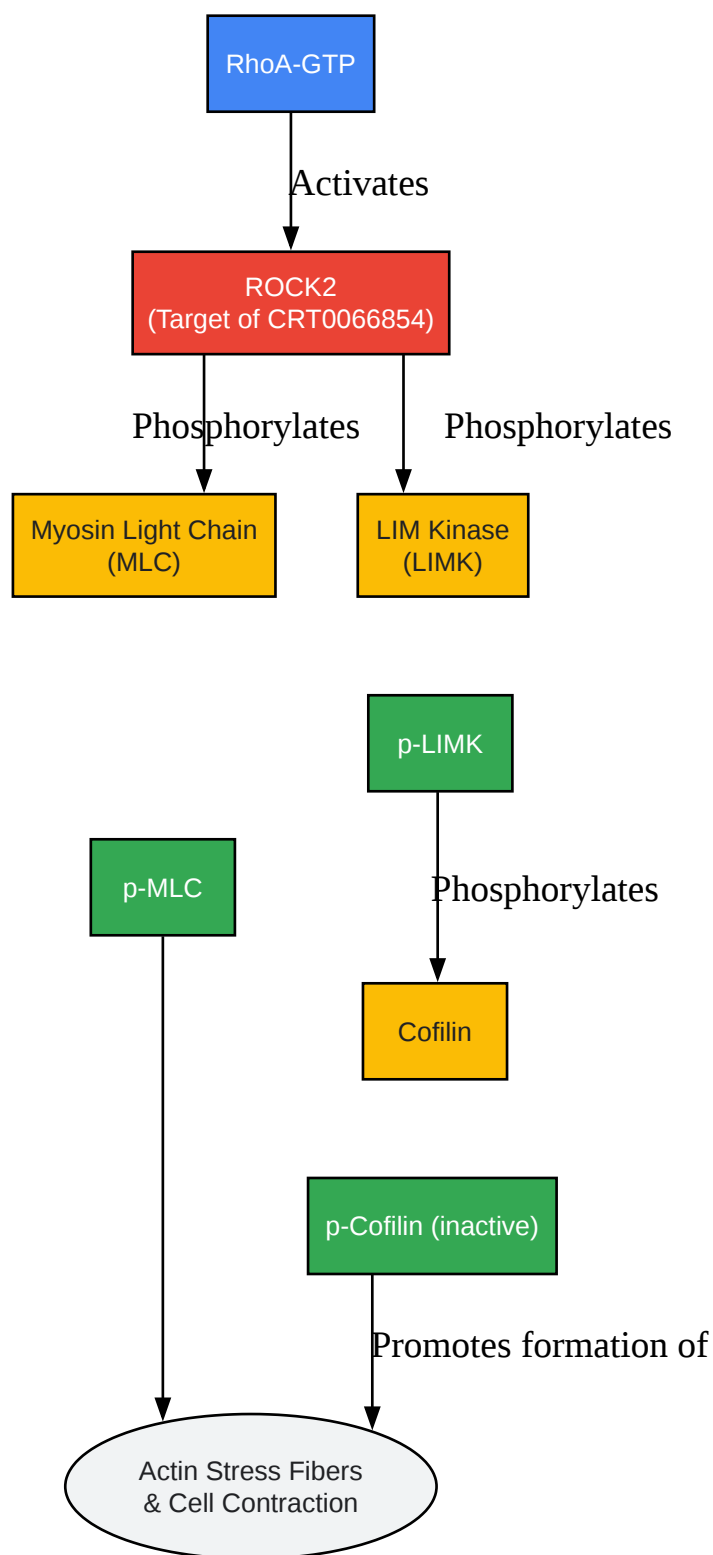 RhoA-GTP
Activates
ROCK2
(Target of CRT0066854)
Phosphorylates
Phosphorylates
Myosin Light Chain
(MLC)
LIM Kinase
(LIMK)
p-LIMK
p-MLC
Phosphorylates
Cofilin
p-Cofilin (inactive)
Promotes formation of
Actin Stress Fibers
& Cell Contraction